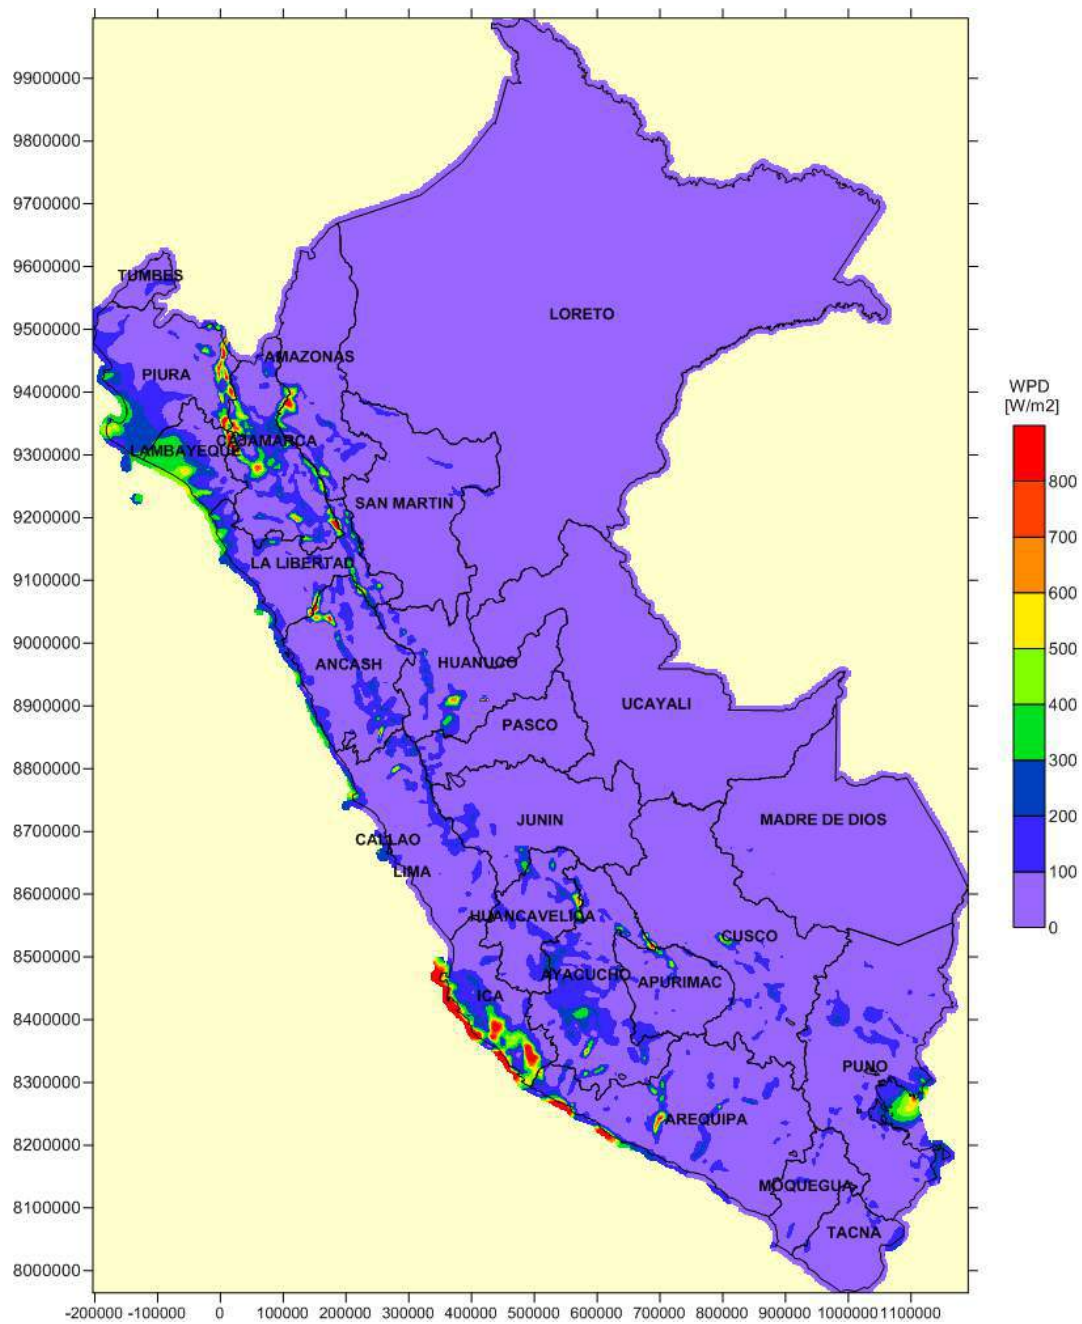 9900000
9800000
9700000
9600000
9500000
9400000
9300000
9200000
9100000
9000000
8900000
8800000
8700000
8600000
8500000
8400000
8300000
8200000
8100000
8000000
TUMBES
LORETO
AMAZONAS
PIURA
CAJAMARCA
LAMBAYEQUE
SAN MARTIN
LA LIBERTAD
ANCASH
HUANUCO
UCAYALI
PASCO
JUNIN
MADRE DE DIOS
CALLAO
LIMA
HUANCAVELICA
CUSCO
AYACUCHO
APURIMAC
ICA
PUNO
AREQUIPA
MOQUEGUA
TACNA
WPD
[W/m2]
800
700
600
500
400
300
200
100
0
-200000 -100000 0 100000 200000 300000 400000 500000 600000 700000 800000 900000 1000000 1100000